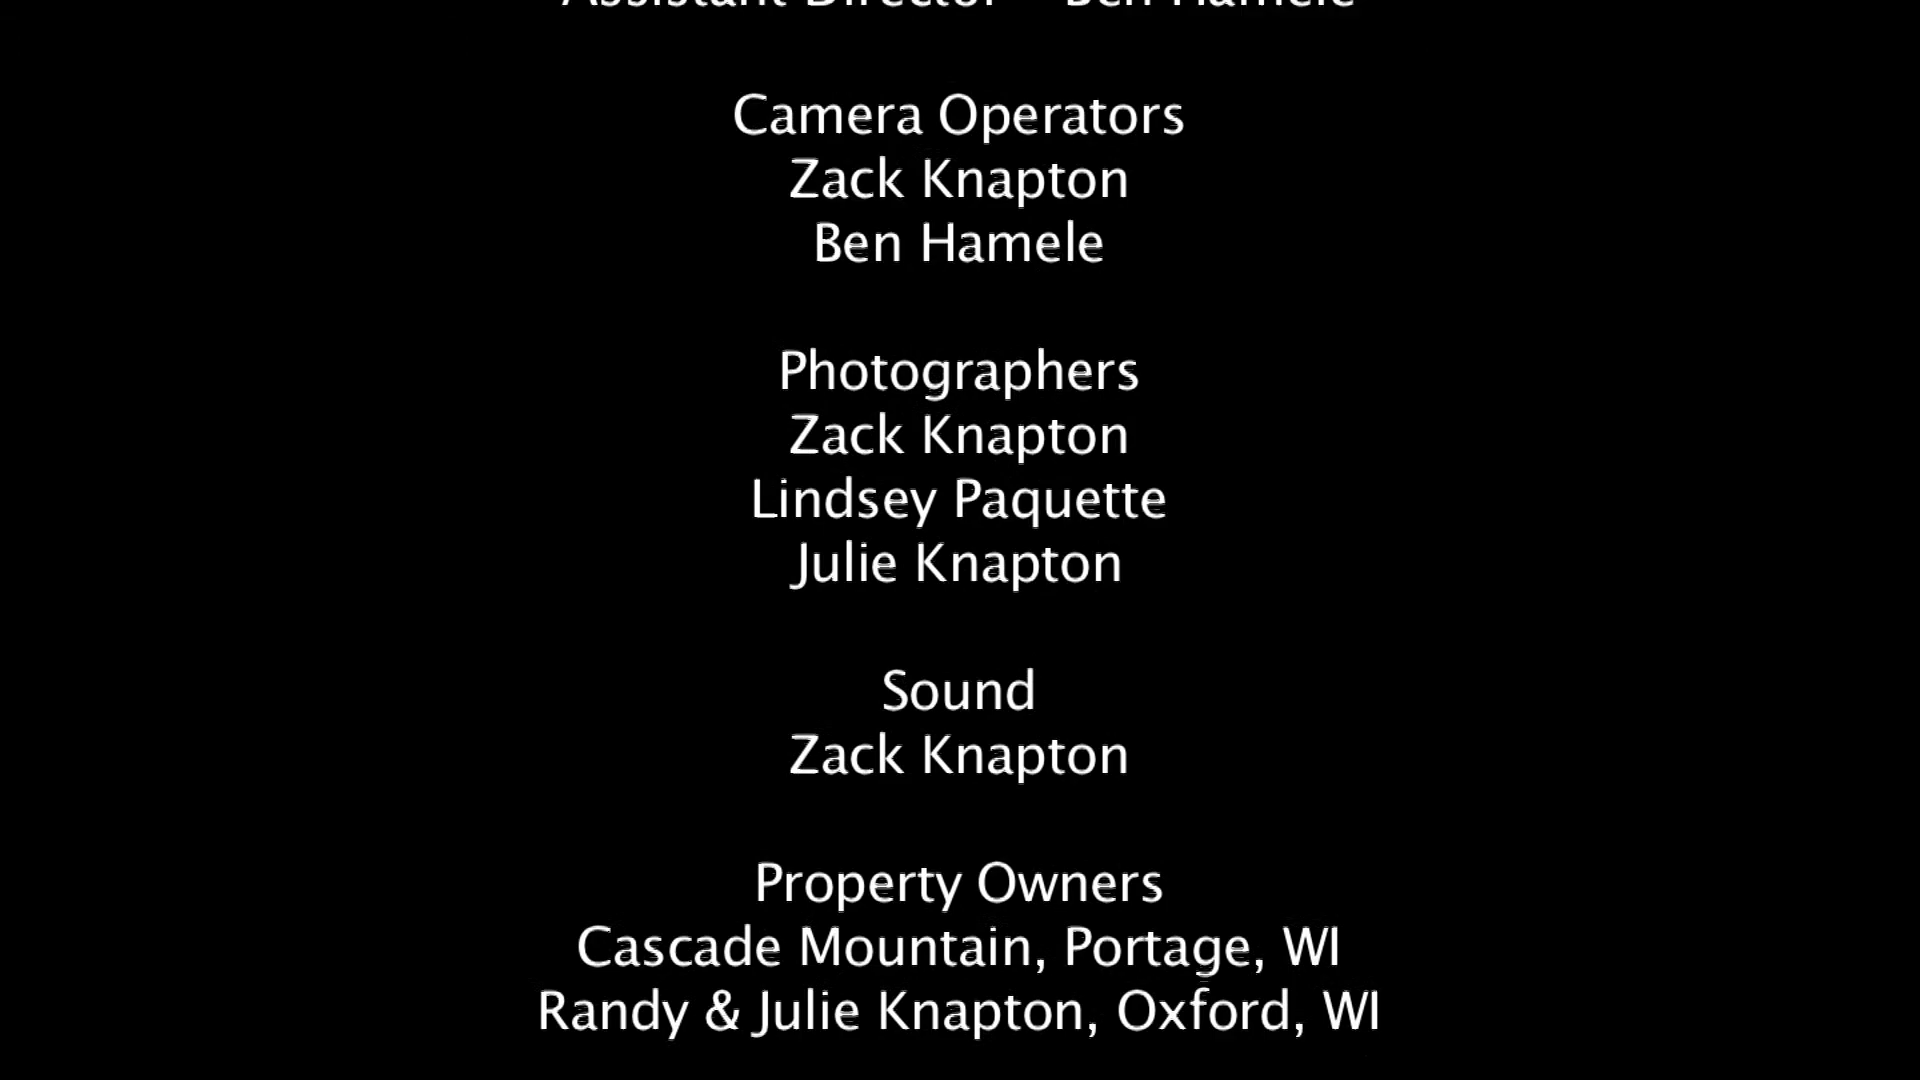 Assistant Director - Ben Hamele
Camera Operators
Zack Knapton
Ben Hamele
Photographers
Zack Knapton
Lindsey Paquette
Julie Knapton
Sound
Zack Knapton
Property Owners
Cascade Mountain, Portage, WI
Randy & Julie Knapton, Oxford, WI